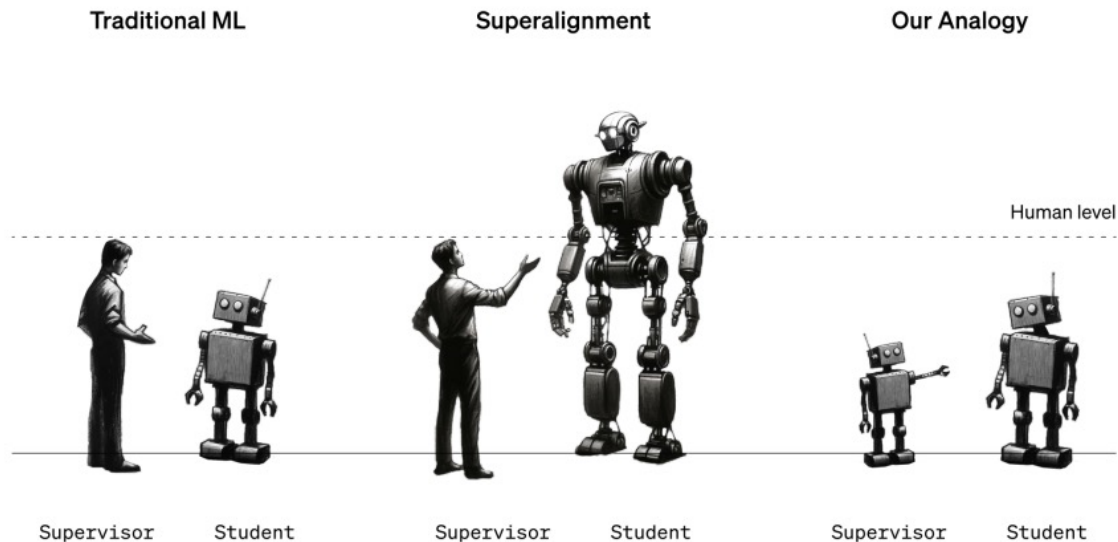 Traditional ML
Superalignment
Our Analogy
Human level
Supervisor
Student
Supervisor
Student
Supervisor
Student